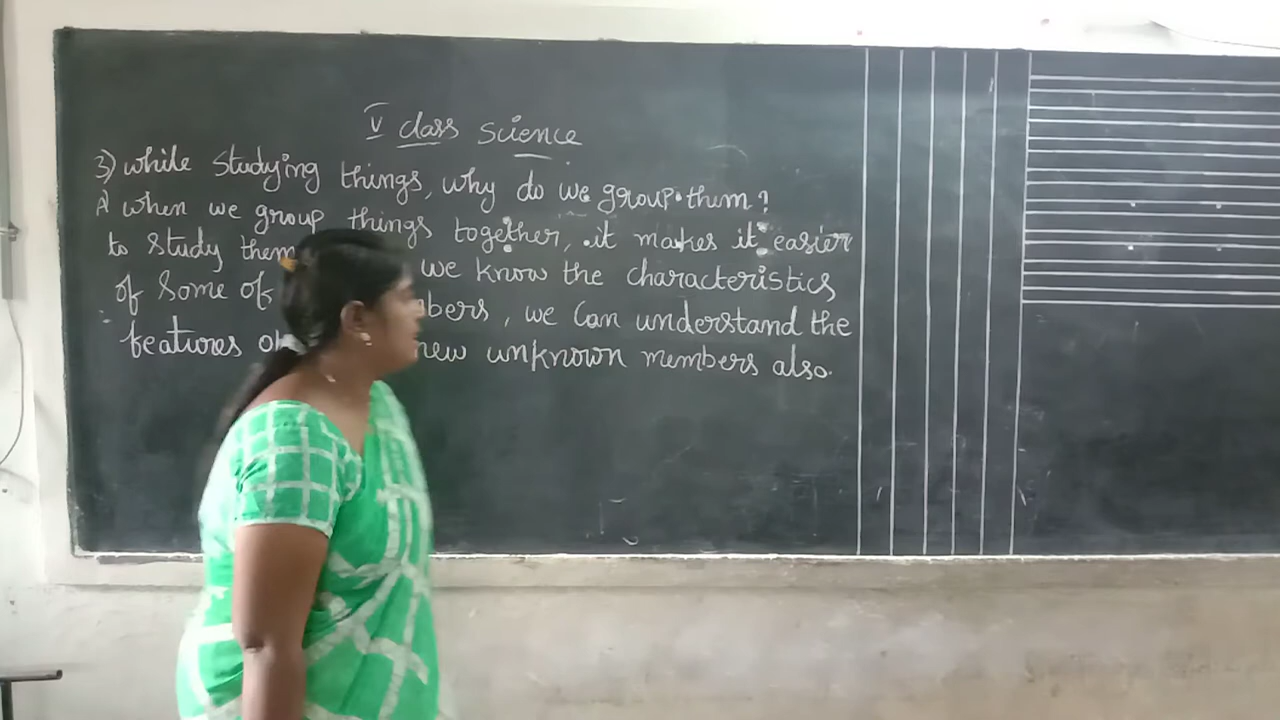 V class science
3) while studying things, why do we group them?
A when we group things together, it makes it easier
to study them we know the characteristics
of some of , we can understand the
features new unknown members also.